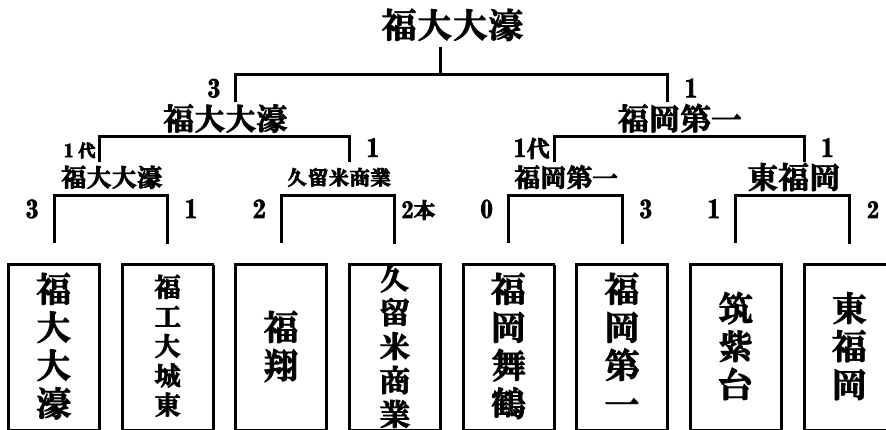 福大大濠
3 1
福大大濠 福岡第一
1代 1 1代 1
福大大濠 久留米商業 福岡第一 東福岡
3 1 2 2本 0 3 1 2
福大大濠
福工大城東
福翔
久留米商業
福岡舞鶴
福岡第一
筑紫台
東福岡